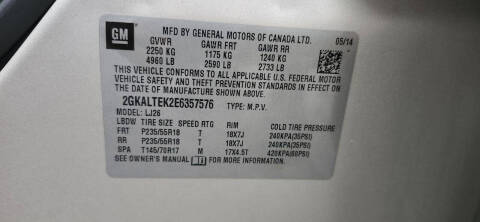 GM
MFD BY GENERAL MOTORS OF CANADA LTD. 05/14
GVWR GAWR FRT GAWR RR
2250 KG 1175 KG 1240 KG
4960 LB 2590 LB 2733 LB
THIS VEHICLE CONFORMS TO ALL APPLICABLE U.S. FEDERAL MOTOR
VEHICLE SAFETY AND THEFT PREVENTION STANDARDS IN EFFECT ON
THE DATE OF MANUFACTURE SHOWN ABOVE.
2GKALTEK2E6357576 TYPE: M.P.V.
MODEL: LJ26
LBDW TIRE SIZE SPEED RTG RIM COLD TIRE PRESSURE
FRT P235/55R18 T 18X7J 240KPA(35PSI)
RR P235/55R18 T 18X7J 240KPA(35PSI)
SPA T145/70R17 M 17X4.5T 420KPA(60PSI)
SEE OWNER'S MANUAL FOR MORE INFORMATION.